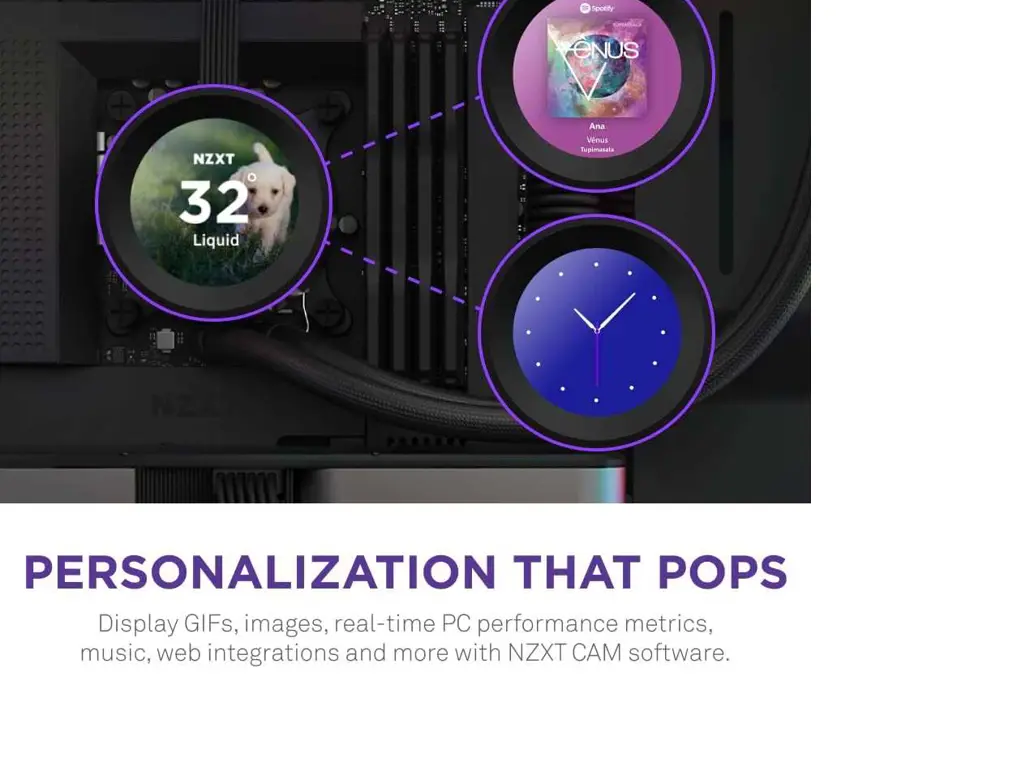 Spotify
VÊNUS
Ana
Vênus
Tupimasala
NZXT
32°
Liquid
NZXT
PERSONALIZATION THAT POPS
Display GIFs, images, real-time PC performance metrics,
music, web integrations and more with NZXT CAM software.